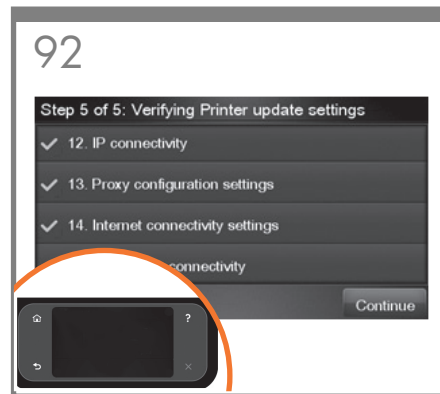 92
Step 5 of 5: Verifying Printer update settings
✓ 12. IP connectivity
✓ 13. Proxy configuration settings
✓ 14. Internet connectivity settings
connectivity
Continue
?